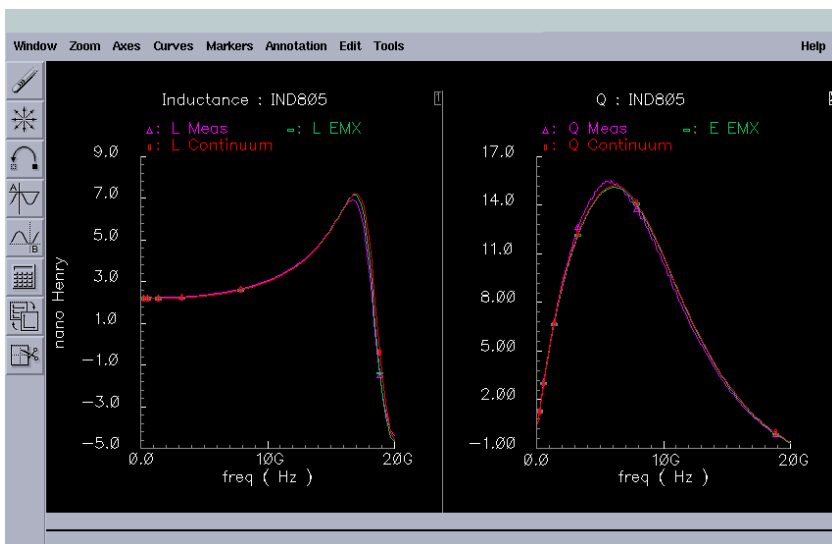 Window Zoom Axes Curves Markers Annotation Edit Tools Help
Inductance : IND805
1
△: L Meas
▭: L EMX
▮: L Continuum
nano Henry
9.0
7.0
5.0
3.0
1.0
−1.0
−3.0
−5.0
0.0 10G 20G
freq ( Hz )
Q : IND805
△: Q Meas
▭: E EMX
▮: Q Continuum
17.0
14.0
11.0
8.00
5.00
2.00
−1.00
0.0 10G 20G
freq ( Hz )
A
B